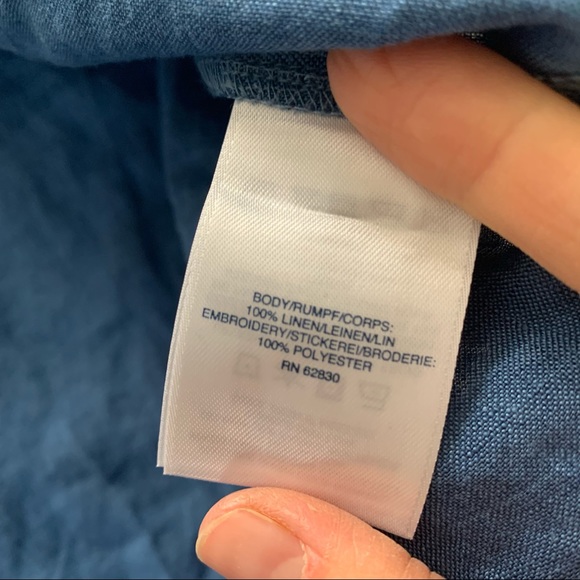 BODY/RUMPF/CORPS:
100% LINEN/LEINEN/LIN
EMBROIDERY/STICKEREI/BRODERIE:
100% POLYESTER
RN 62830